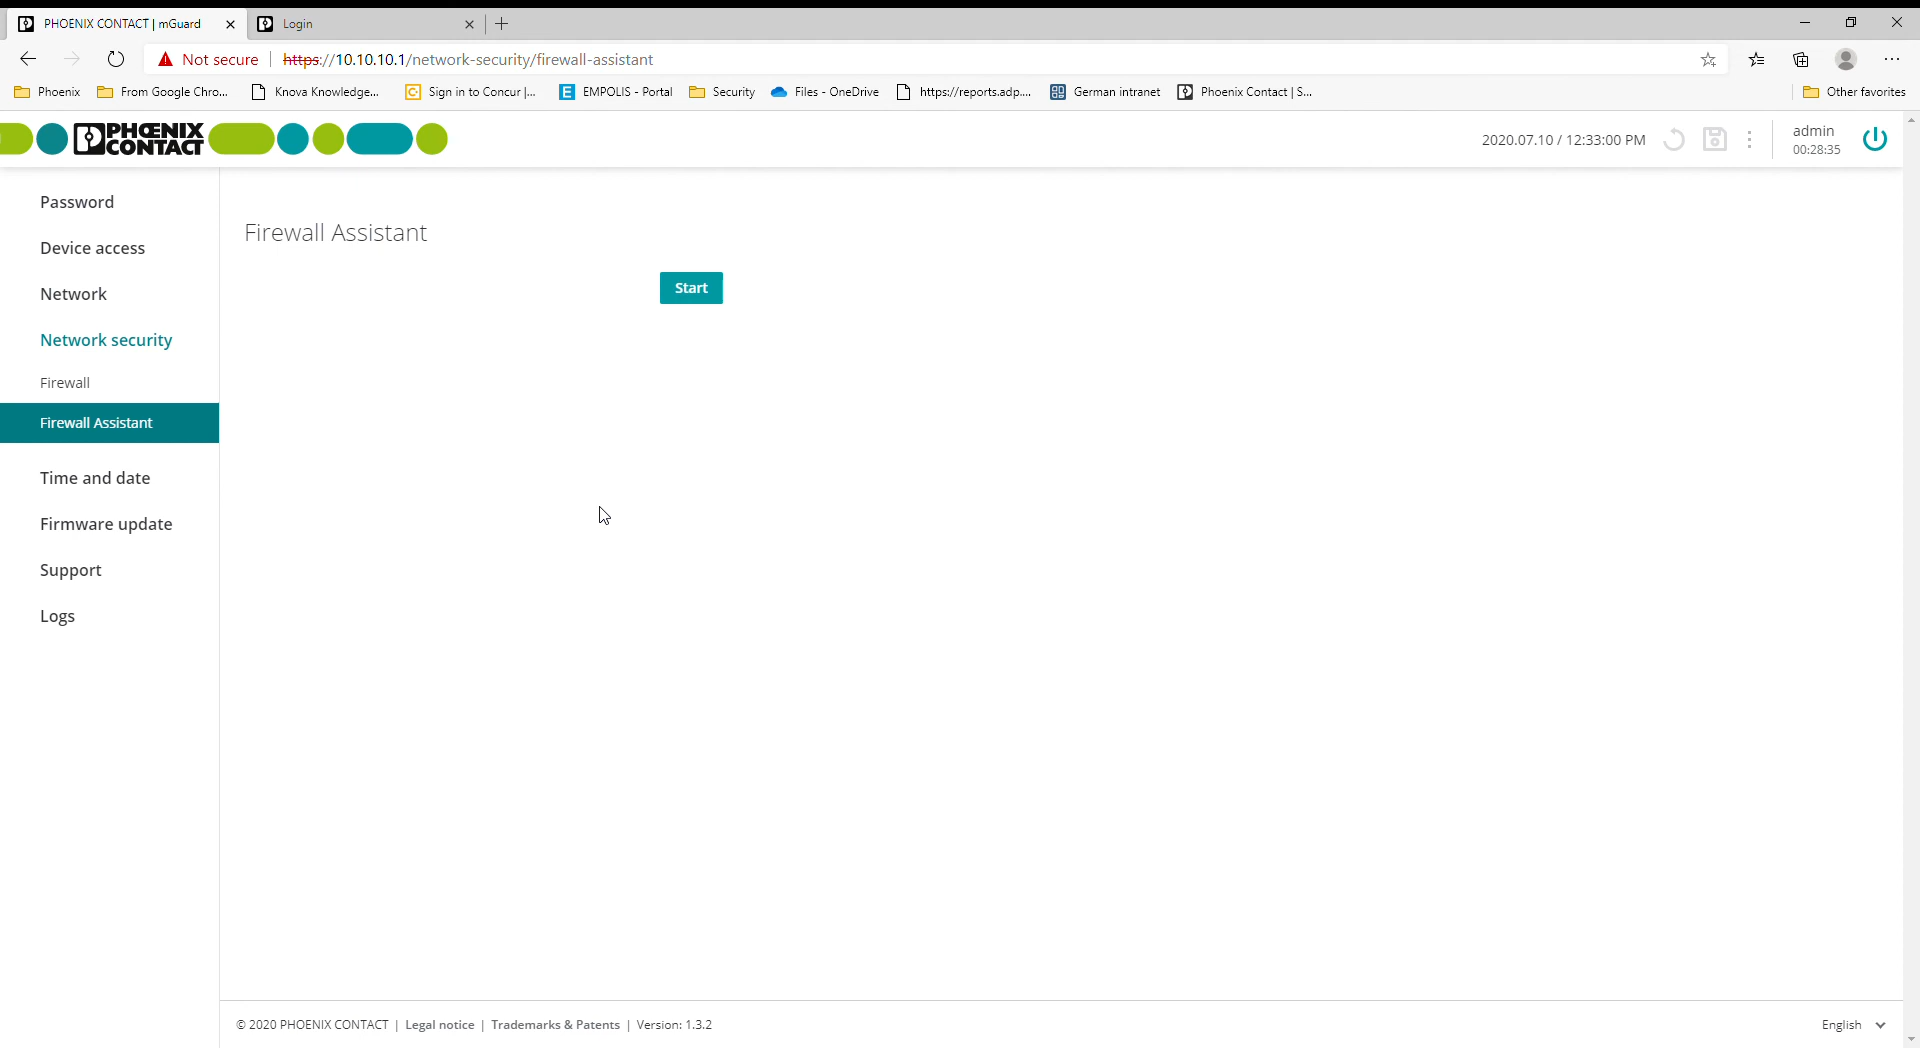 PHOENIX CONTACT | mGuard
Login
Not secure
https://10.10.10.1/network-security/firewall-assistant
Phoenix
From Google Chro...
Knova Knowledge...
Sign in to Concur |...
EMPOLIS - Portal
Security
Files - OneDrive
https://reports.adp....
German intranet
Phoenix Contact | S...
Other favorites
PHŒNIX
CONTACT
2020.07.10 / 12:33:00 PM
admin
00:28:35
Password
Device access
Network
Network security
Firewall
Firewall Assistant
Time and date
Firmware update
Support
Logs
Firewall Assistant
Start
© 2020 PHOENIX CONTACT | Legal notice | Trademarks & Patents | Version: 1.3.2
English